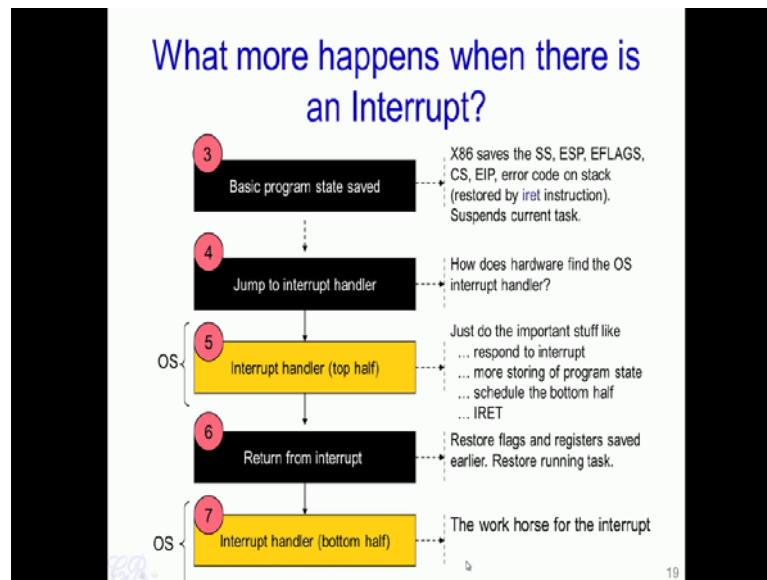 What more happens when there is
an Interrupt?
3
Basic program state saved
X86 saves the SS, ESP, EFLAGS,
CS, EIP, error code on stack
(restored by iret instruction).
Suspends current task.
4
Jump to interrupt handler
How does hardware find the OS
interrupt handler?
OS
5
Interrupt handler (top half)
Just do the important stuff like
… respond to interrupt
… more storing of program state
… schedule the bottom half
… IRET
6
Return from interrupt
Restore flags and registers saved
earlier. Restore running task.
OS
7
Interrupt handler (bottom half)
The work horse for the interrupt
19